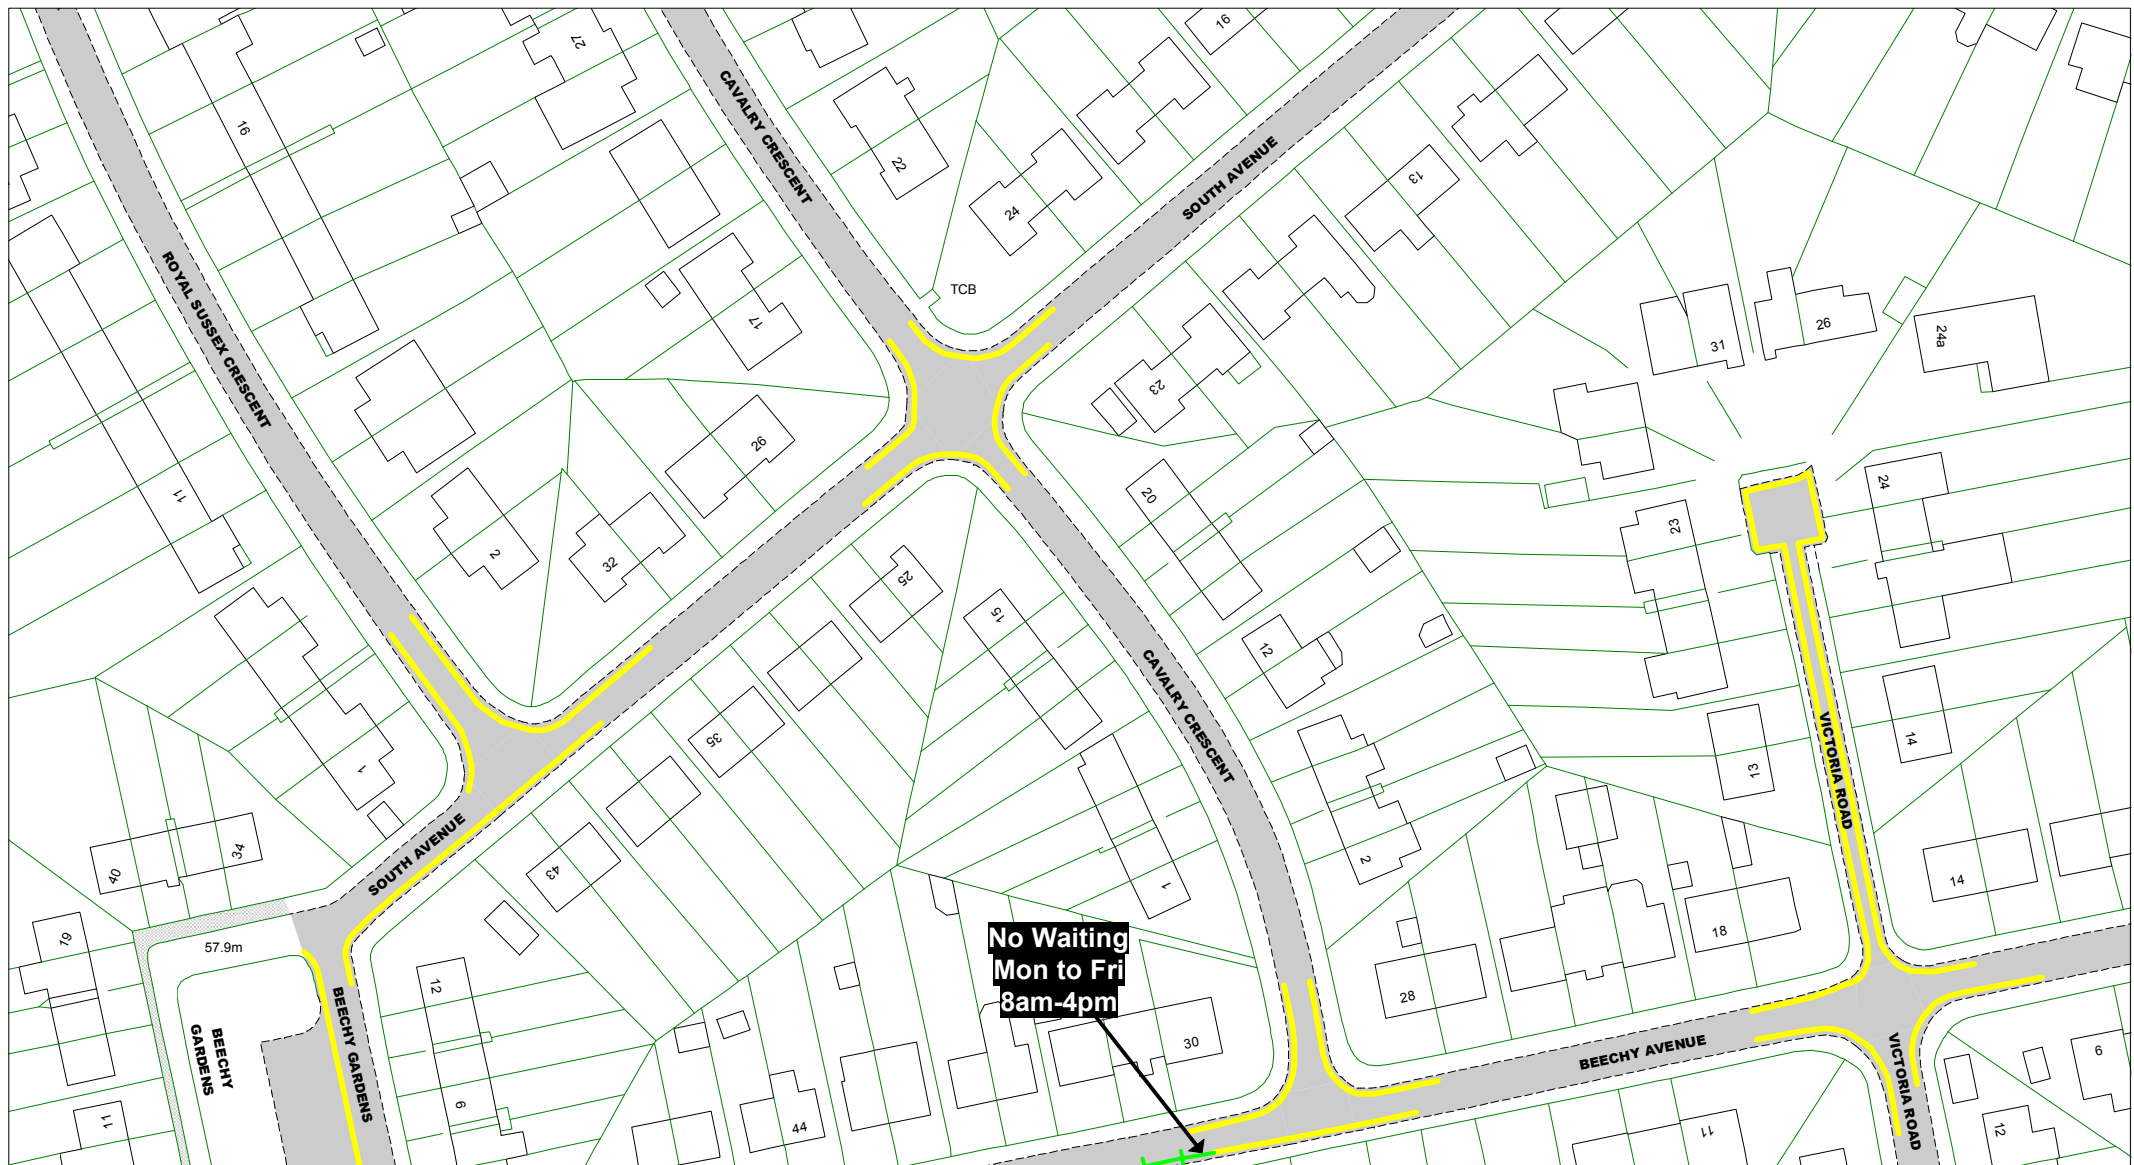 27
16
16
CAVALRY CRESCENT
22
SOUTH AVENUE
24
13
ROYAL SUSSEX CRESCENT
TCB
17
31
26
24a
23
26
20
24
11
23
2
32
25
15
12
CAVALRY CRESCENT
35
VICTORIA ROAD
14
13
1
SOUTH AVENUE
34
40
43
2
1
14
18
79
57.9m
12
No Waiting
Mon to Fri
8am-4pm
28
BEECHY
GARDENS
BEECHY GARDENS
30
BEECHY AVENUE
VICTORIA ROAD
6
11
6
44
11
12